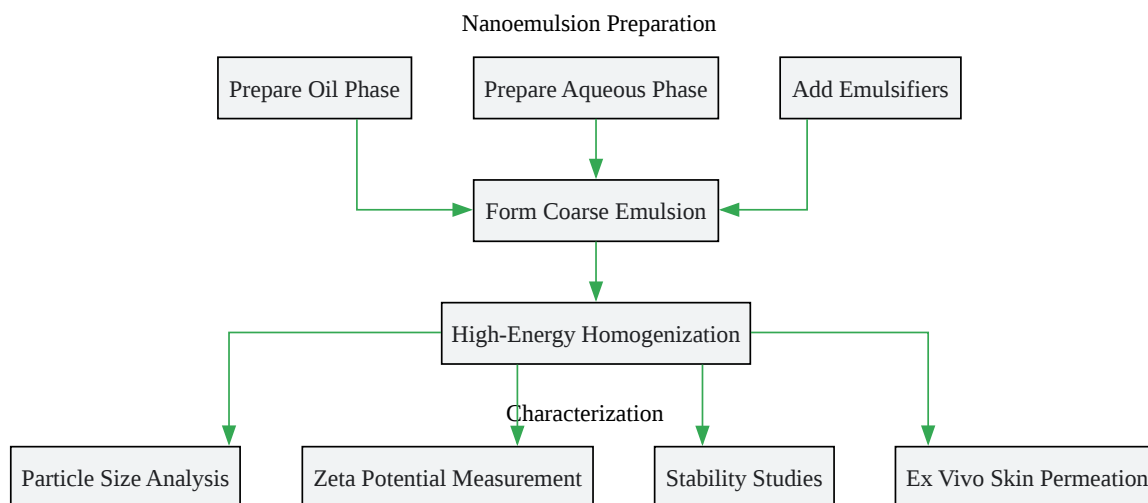 Nanoemulsion Preparation
Prepare Oil Phase
Prepare Aqueous Phase
Add Emulsifiers
Form Coarse Emulsion
High-Energy Homogenization
Characterization
Particle Size Analysis
Zeta Potential Measurement
Stability Studies
Ex Vivo Skin Permeation